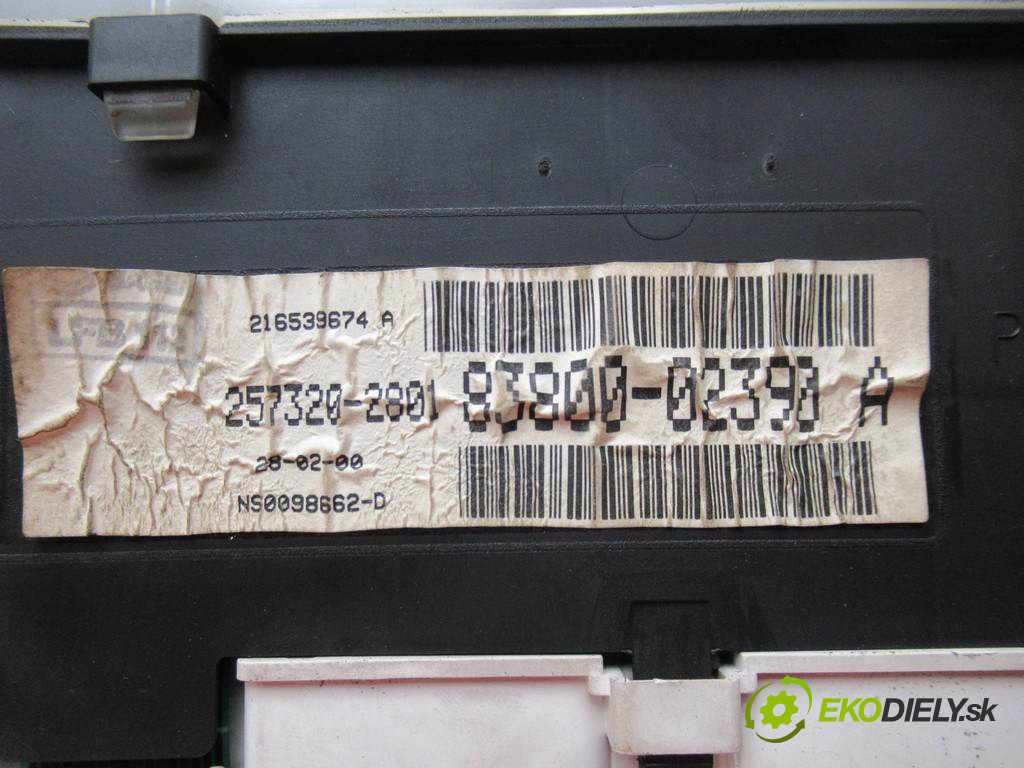 216539674 A
257320-2801 83800-02390 A
28-02-00
NS0098662-D
P
EKODIELY.sk